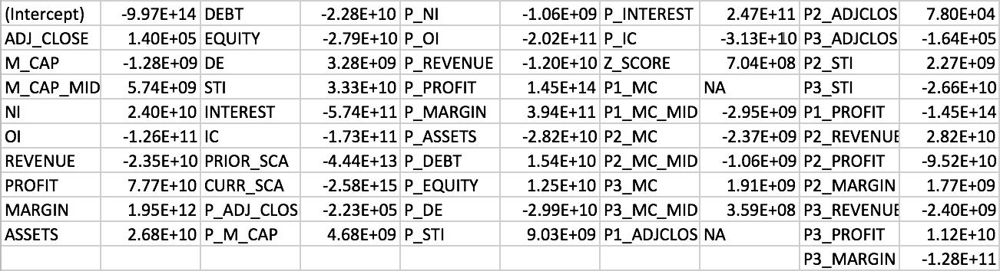 (Intercept) -9.97E+14 DEBT -2.28E+10 P_NI -1.06E+09 P_INTEREST 2.47E+11 P2_ADJCLOS 7.80E+04
ADJ_CLOSE 1.40E+05 EQUITY -2.79E+10 P_OI -2.02E+11 P_IC -3.13E+10 P3_ADJCLOS -1.64E+05
M_CAP -1.28E+09 DE 3.28E+09 P_REVENUE -1.20E+10 Z_SCORE 7.04E+08 P2_STI 2.27E+09
M_CAP_MID 5.74E+09 STI 3.33E+10 P_PROFIT 1.45E+14 P1_MC NA P3_STI -2.66E+10
NI 2.40E+10 INTEREST -5.74E+11 P_MARGIN 3.94E+11 P1_MC_MID -2.95E+09 P1_PROFIT -1.45E+14
OI -1.26E+11 IC -1.73E+11 P_ASSETS -2.82E+10 P2_MC -2.37E+09 P2_REVENUE 2.82E+10
REVENUE -2.35E+10 PRIOR_SCA -4.44E+13 P_DEBT 1.54E+10 P2_MC_MID -1.06E+09 P2_PROFIT -9.52E+10
PROFIT 7.77E+10 CURR_SCA -2.58E+15 P_EQUITY 1.25E+10 P3_MC 1.91E+09 P2_MARGIN 1.77E+09
MARGIN 1.95E+12 P_ADJ_CLOS -2.23E+05 P_DE -2.99E+10 P3_MC_MID 3.59E+08 P3_REVENUE -2.40E+09
ASSETS 2.68E+10 P_M_CAP 4.68E+09 P_STI 9.03E+09 P1_ADJCLOS NA P3_PROFIT 1.12E+10
P3_MARGIN -1.28E+11